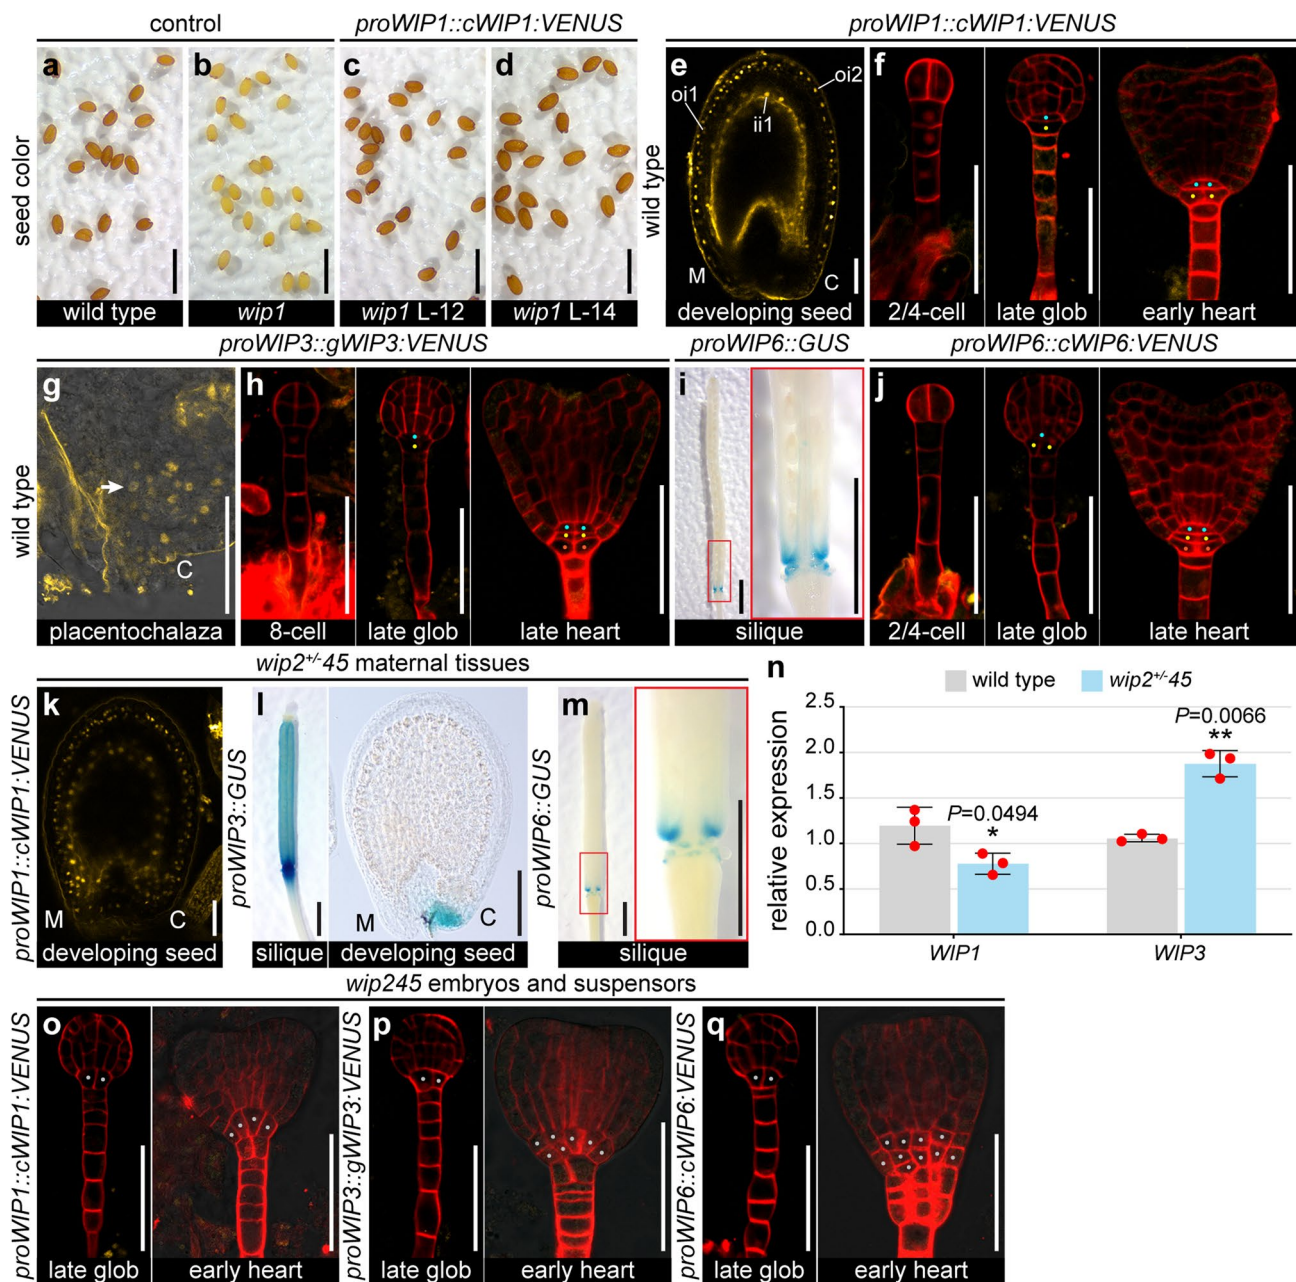 control
proWIP1::cWIP1:VENUS
proWIP1::cWIP1:VENUS
seed color
a
b
c
d
wild type
wip1
wip1 L-12
wip1 L-14
wild type
e
oi1
oi2
ii1
M
C
developing seed
f
2/4-cell
late glob
early heart
proWIP3::gWIP3:VENUS
proWIP6::GUS
proWIP6::cWIP6:VENUS
wild type
g
C
placentochalaza
h
8-cell
late glob
late heart
i
silique
j
2/4-cell
late glob
late heart
wip2+/-45 maternal tissues
proWIP1::cWIP1:VENUS
k
M
C
developing seed
proWIP3::GUS
l
silique
M
C
developing seed
proWIP6::GUS
m
silique
n
wild type
wip2+/-45
relative expression
2.5
2.0
1.5
1.0
0.5
0.0
P=0.0494
*
P=0.0066
**
WIP1
WIP3
wip245 embryos and suspensors
proWIP1::cWIP1:VENUS
o
late glob
early heart
proWIP3::gWIP3:VENUS
p
late glob
early heart
proWIP6::cWIP6:VENUS
q
late glob
early heart